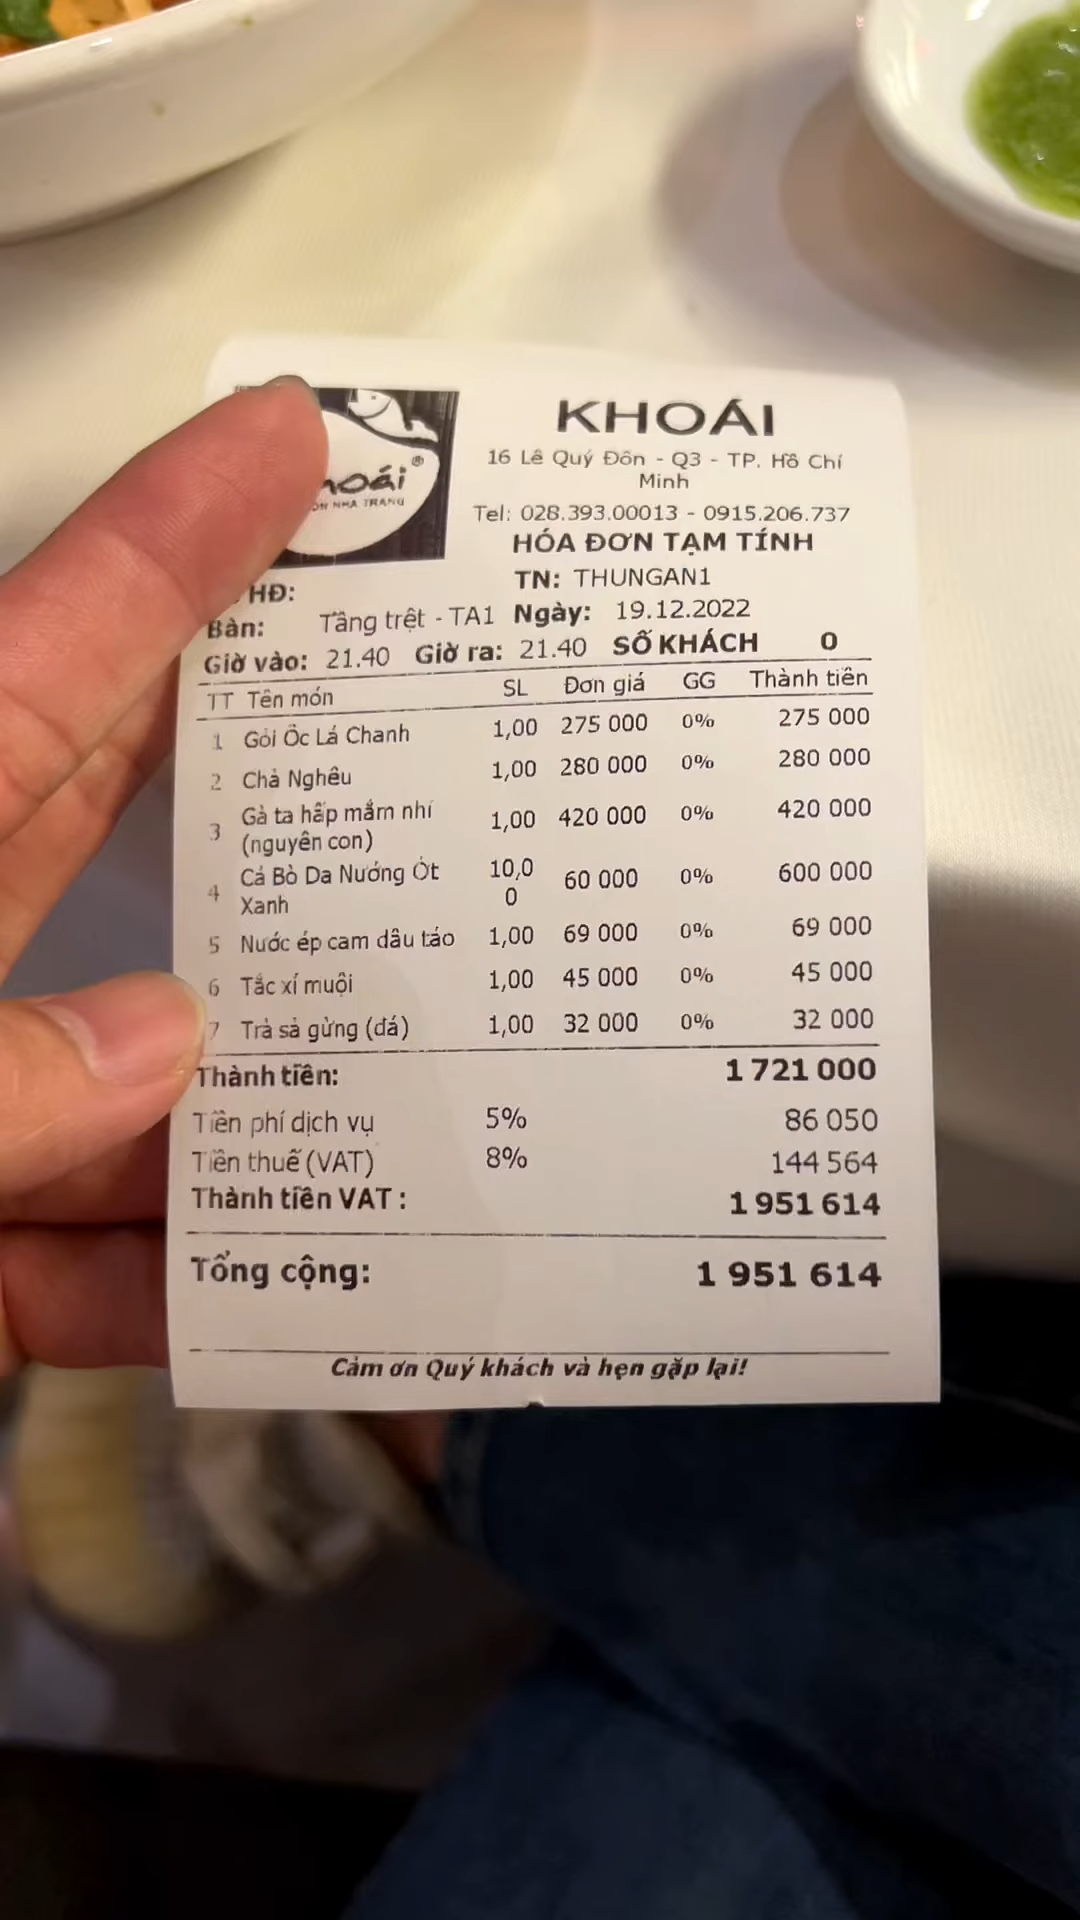 KHOÁI
16 Lê Quý Đôn - Q3 - TP. Hồ Chí
Minh
Tel: 028.393.00013 - 0915.206.737
HÓA ĐƠN TẠM TÍNH
®
NHA TRANG
HĐ: TN: THUNGAN1
Bàn: Tầng trệt - TA1 Ngày: 19.12.2022
Giờ vào: 21.40 Giờ ra: 21.40 SỐ KHÁCH 0
TT Tên món SL Đơn giá GG Thành tiền
1 Gỏi Ốc Lá Chanh 1,00 275 000 0% 275 000
2 Chả Nghêu 1,00 280 000 0% 280 000
3 Gà ta hấp mắm nhí 1,00 420 000 0% 420 000
(nguyên con)
4 Cá Bò Da Nướng Ớt 10,0 60 000 0% 600 000
Xanh 0
5 Nước ép cam dâu táo 1,00 69 000 0% 69 000
6 Tắc xí muội 1,00 45 000 0% 45 000
7 Trà sả gừng (đá) 1,00 32 000 0% 32 000
Thành tiền: 1 721 000
Tiền phí dịch vụ 5% 86 050
Tiền thuế (VAT) 8% 144 564
Thành tiền VAT : 1 951 614
Tổng cộng: 1 951 614
Cảm ơn Quý khách và hẹn gặp lại!